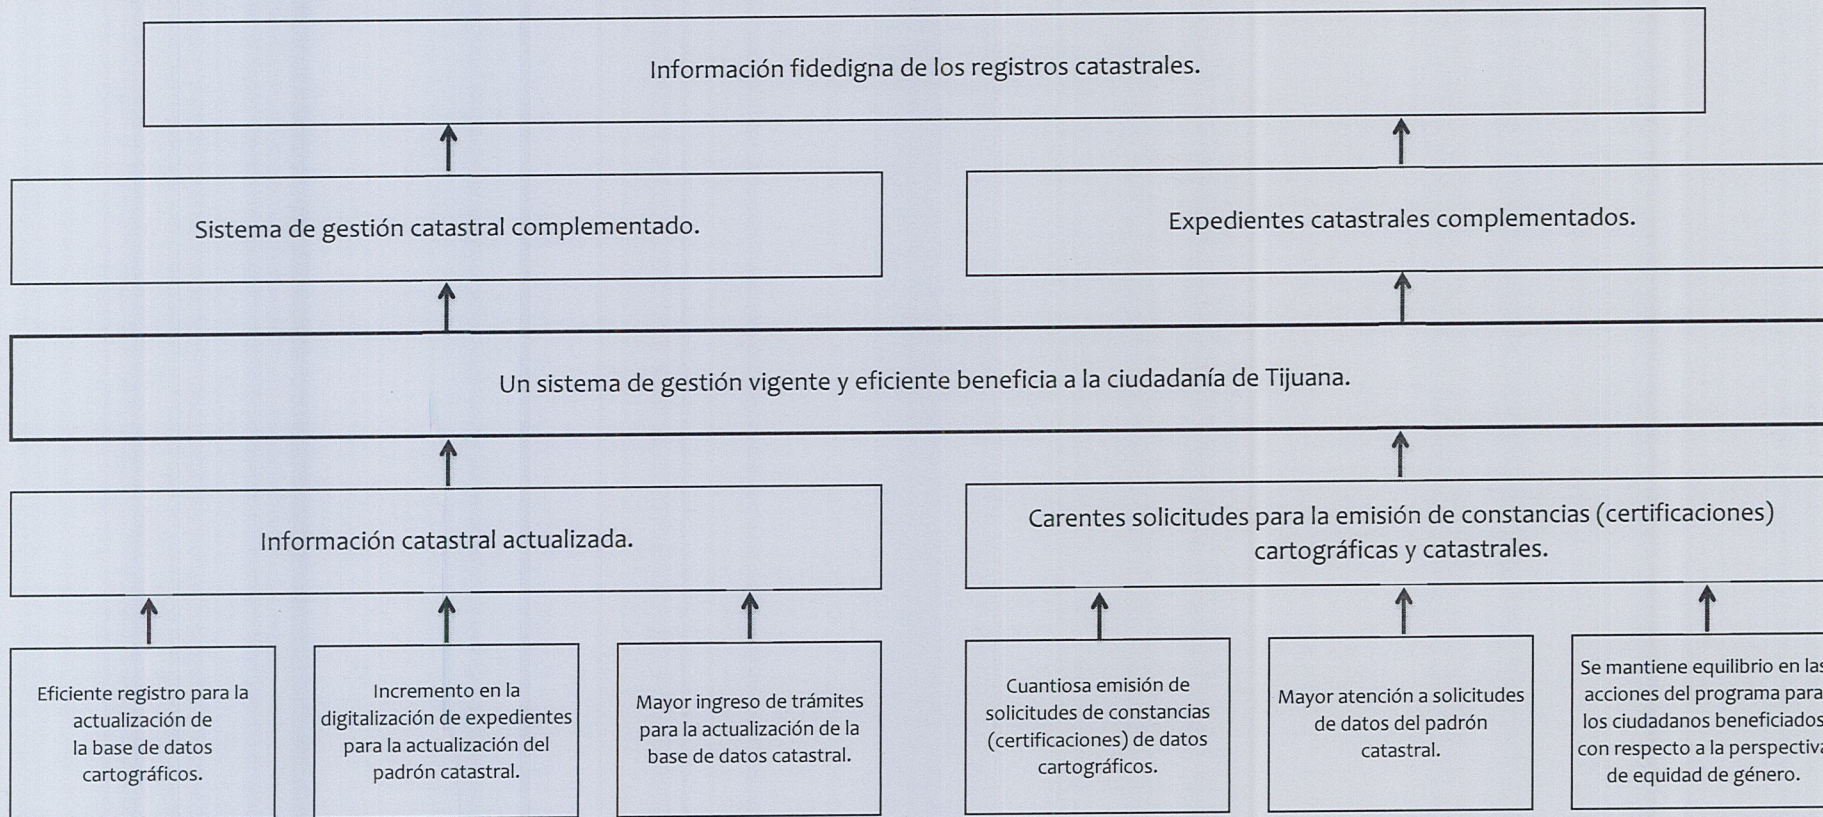 Información fidedigna de los registros catastrales.
Sistema de gestión catastral complementado.
Expedientes catastrales complementados.
Un sistema de gestión vigente y eficiente beneficia a la ciudadanía de Tijuana.
Información catastral actualizada.
Carentes solicitudes para la emisión de constancias (certificaciones)
cartográficas y catastrales.
Eficiente registro para la
actualización de
la base de datos
cartográficos.
Incremento en la
digitalización de expedientes
para la actualización del
padrón catastral.
Mayor ingreso de trámites
para la actualización de la
base de datos catastral.
Cuantiosa emisión de
solicitudes de constancias
(certificaciones) de datos
cartográficos.
Mayor atención a solicitudes
de datos del padrón
catastral.
Se mantiene equilibrio en las
acciones del programa para
los ciudadanos beneficiados
con respecto a la perspectiva
de equidad de género.